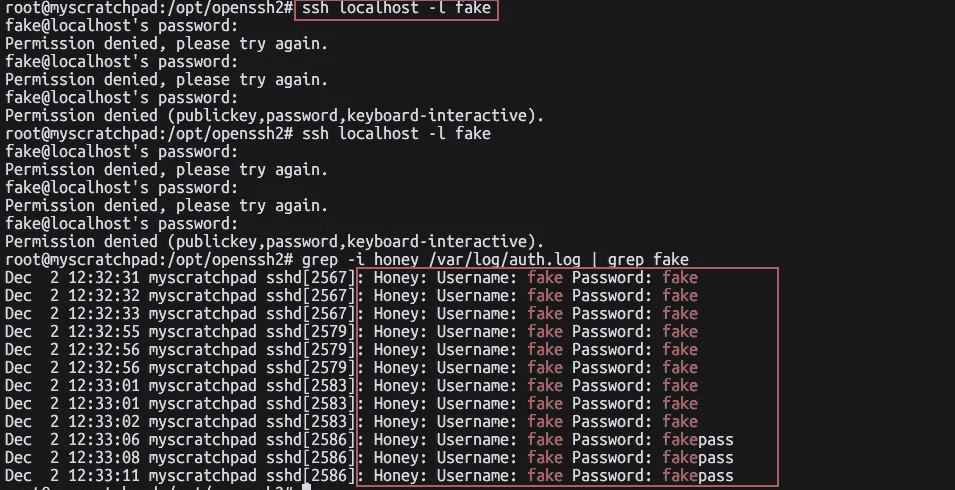 root@myscratchpad:/opt/openssh2# ssh localhost -l fake
fake@localhost's password:
Permission denied, please try again.
fake@localhost's password:
Permission denied, please try again.
fake@localhost's password:
Permission denied (publickey,password,keyboard-interactive).
root@myscratchpad:/opt/openssh2# ssh localhost -l fake
fake@localhost's password:
Permission denied, please try again.
fake@localhost's password:
Permission denied, please try again.
fake@localhost's password:
Permission denied (publickey,password,keyboard-interactive).
root@myscratchpad:/opt/openssh2# grep -i honey /var/log/auth.log | grep fake
Dec  2 12:32:31 myscratchpad sshd[2567]: Honey: Username: fake Password: fake
Dec  2 12:32:32 myscratchpad sshd[2567]: Honey: Username: fake Password: fake
Dec  2 12:32:33 myscratchpad sshd[2567]: Honey: Username: fake Password: fake
Dec  2 12:32:55 myscratchpad sshd[2579]: Honey: Username: fake Password: fake
Dec  2 12:32:56 myscratchpad sshd[2579]: Honey: Username: fake Password: fake
Dec  2 12:32:56 myscratchpad sshd[2579]: Honey: Username: fake Password: fake
Dec  2 12:33:01 myscratchpad sshd[2583]: Honey: Username: fake Password: fake
Dec  2 12:33:01 myscratchpad sshd[2583]: Honey: Username: fake Password: fake
Dec  2 12:33:02 myscratchpad sshd[2583]: Honey: Username: fake Password: fake
Dec  2 12:33:06 myscratchpad sshd[2586]: Honey: Username: fake Password: fakepass
Dec  2 12:33:08 myscratchpad sshd[2586]: Honey: Username: fake Password: fakepass
Dec  2 12:33:11 myscratchpad sshd[2586]: Honey: Username: fake Password: fakepass
root@myscratchpad:/opt/openssh2#